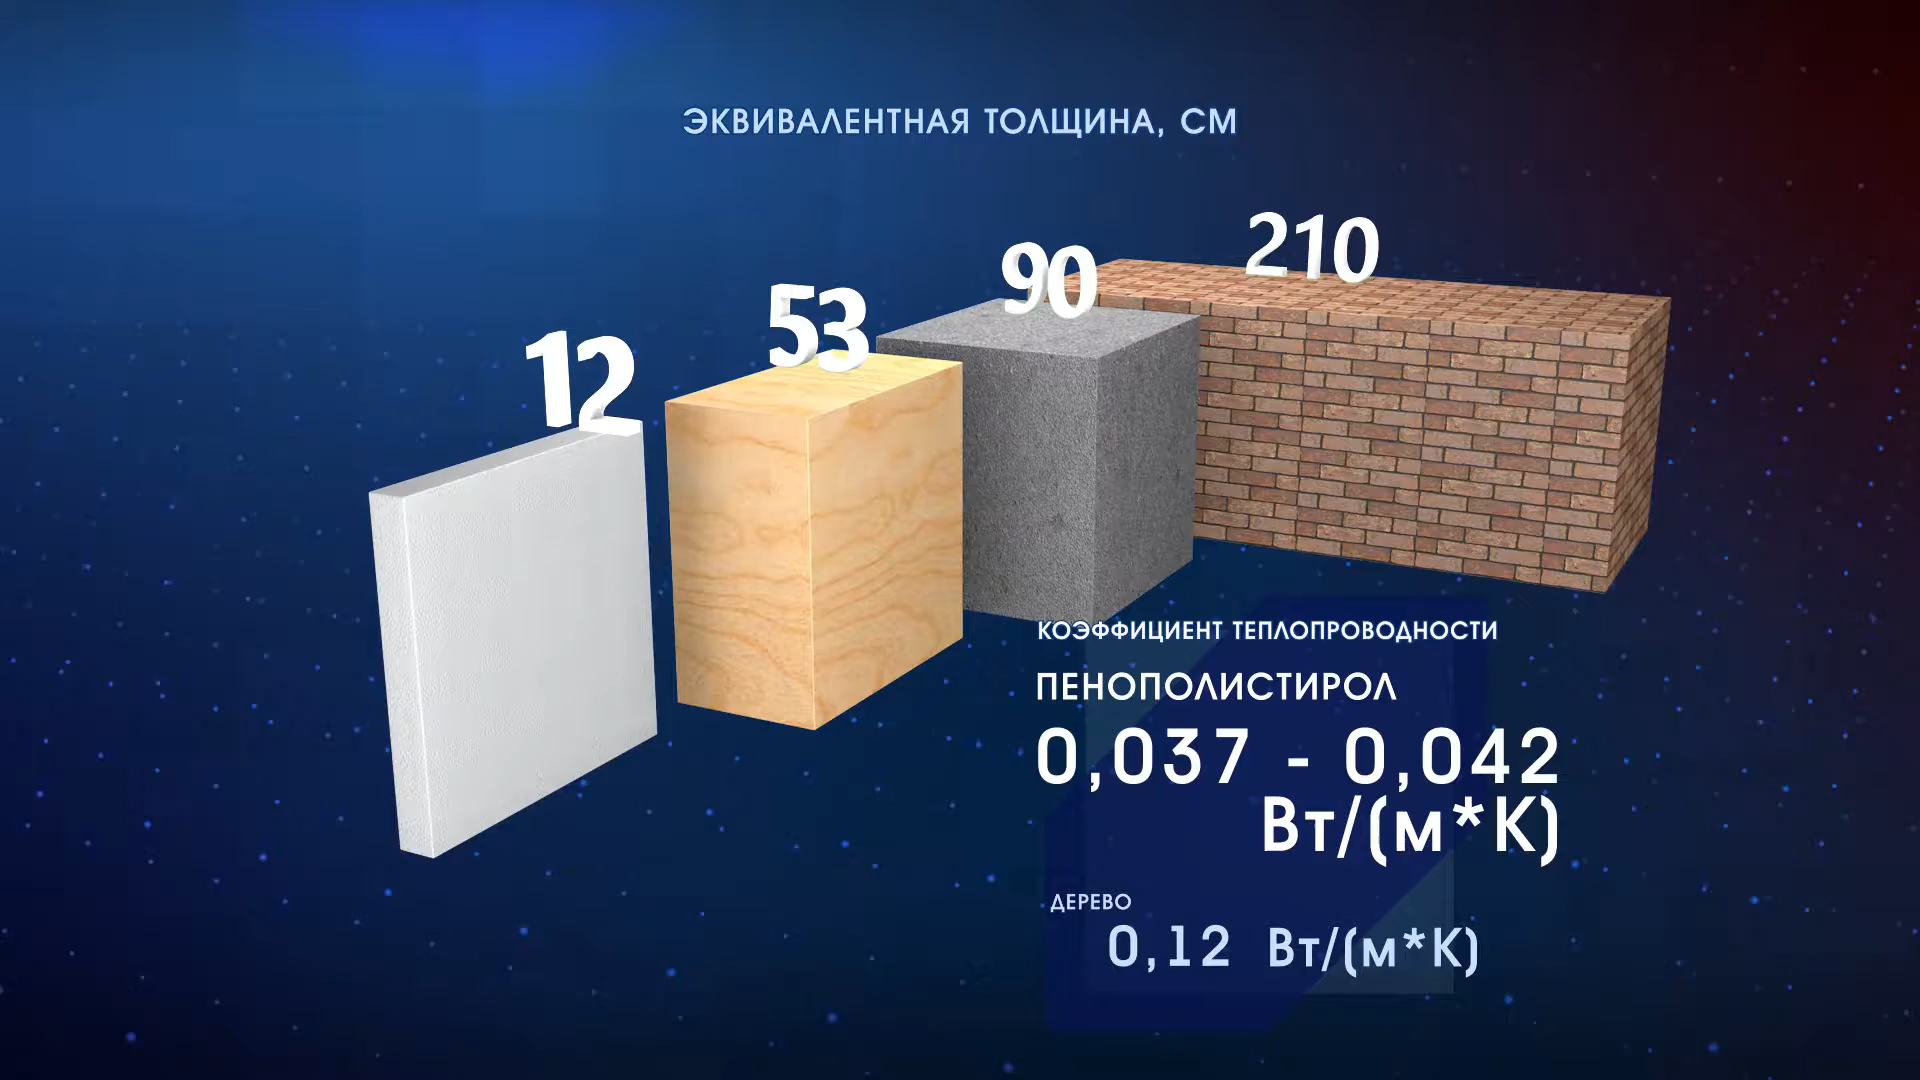 ЭКВИВАЛЕНТНАЯ ТОЛЩИНА, СМ
12
53
90
210
КОЭФФИЦИЕНТ ТЕПЛОПРОВОДНОСТИ
ПЕНОПОЛИСТИРОЛ
0,037 - 0,042
Вт/(м*К)
ДЕРЕВО
0,12 Вт/(м*К)